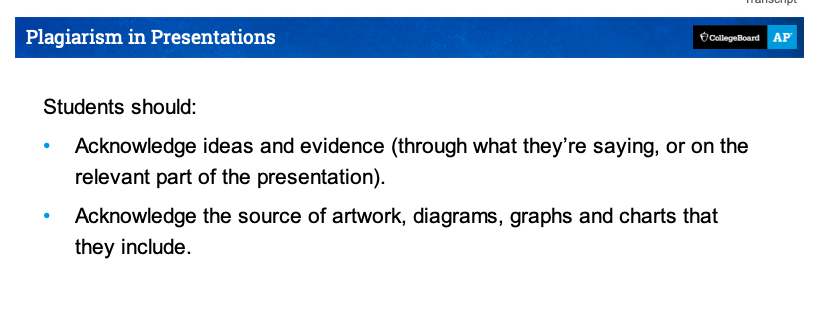 Transcript
Plagiarism in Presentations
CollegeBoard AP
Students should:
• Acknowledge ideas and evidence (through what they’re saying, or on the
relevant part of the presentation).
• Acknowledge the source of artwork, diagrams, graphs and charts that
they include.